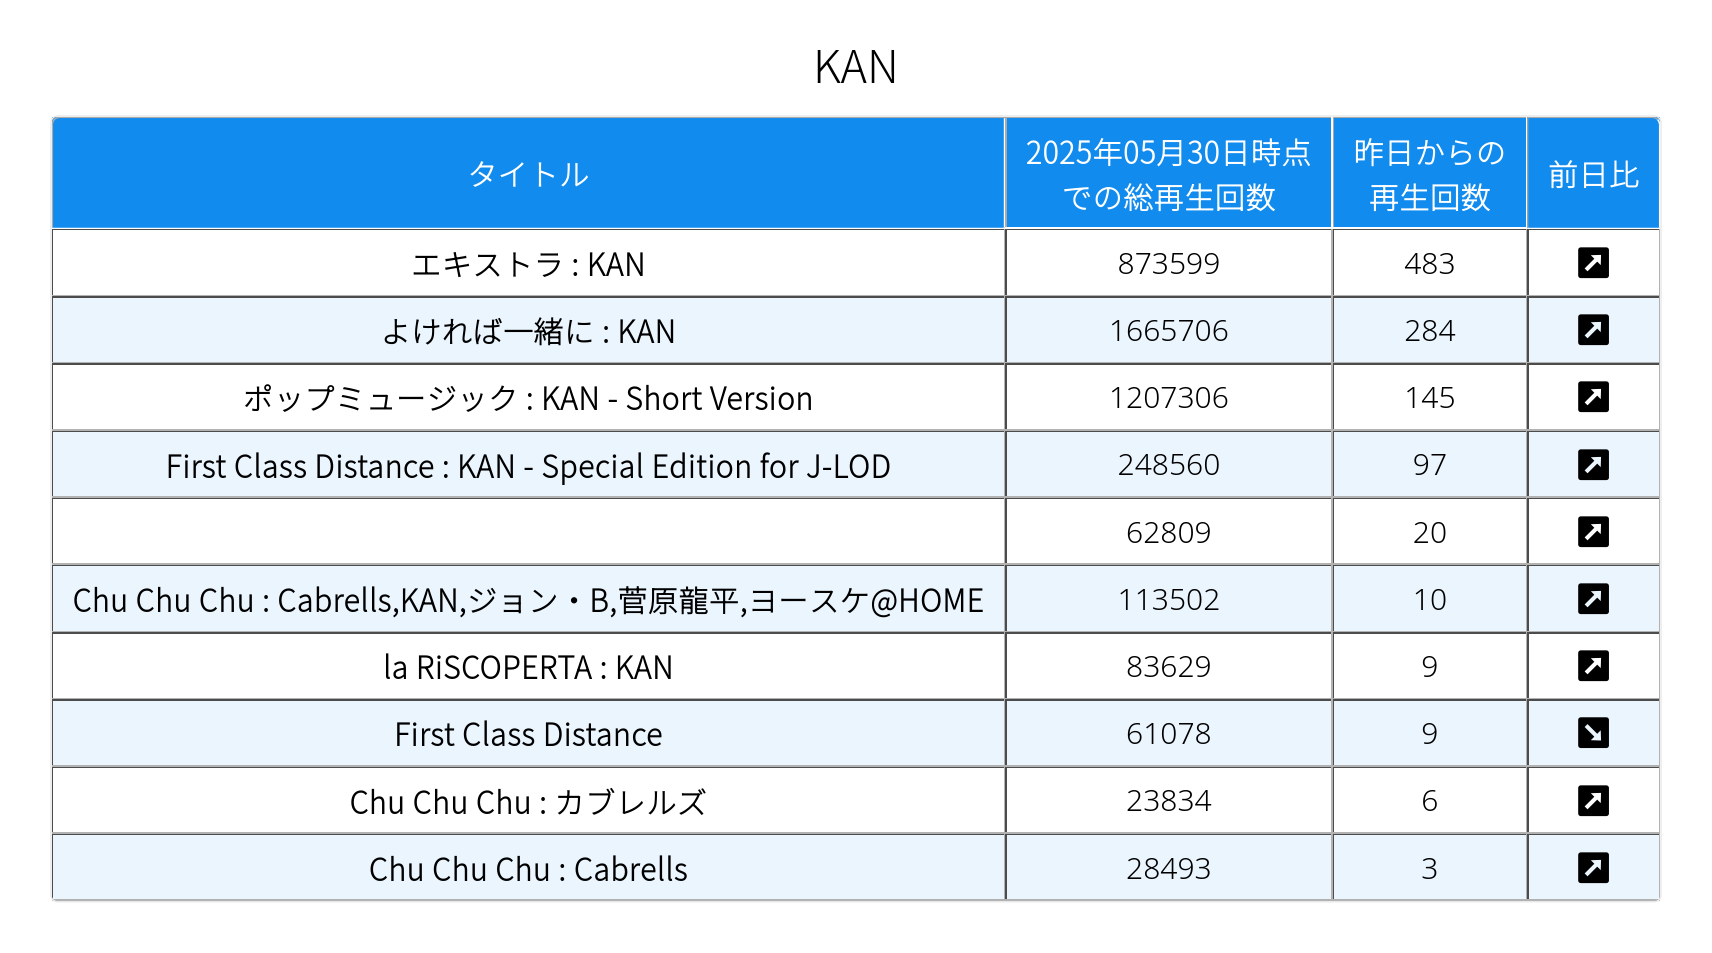 KAN
タイトル
2025年05月30日時点
での総再生回数
昨日からの
再生回数
前日比
エキストラ : KAN 873599 483
よければ一緒に : KAN 1665706 284
ポップミュージック : KAN - Short Version 1207306 145
First Class Distance : KAN - Special Edition for J-LOD 248560 97
62809 20
Chu Chu Chu : Cabrells,KAN,ジョン・B,菅原龍平,ヨースケ@HOME 113502 10
la RiSCOPERTA : KAN 83629 9
First Class Distance 61078 9
Chu Chu Chu : カブレルズ 23834 6
Chu Chu Chu : Cabrells 28493 3